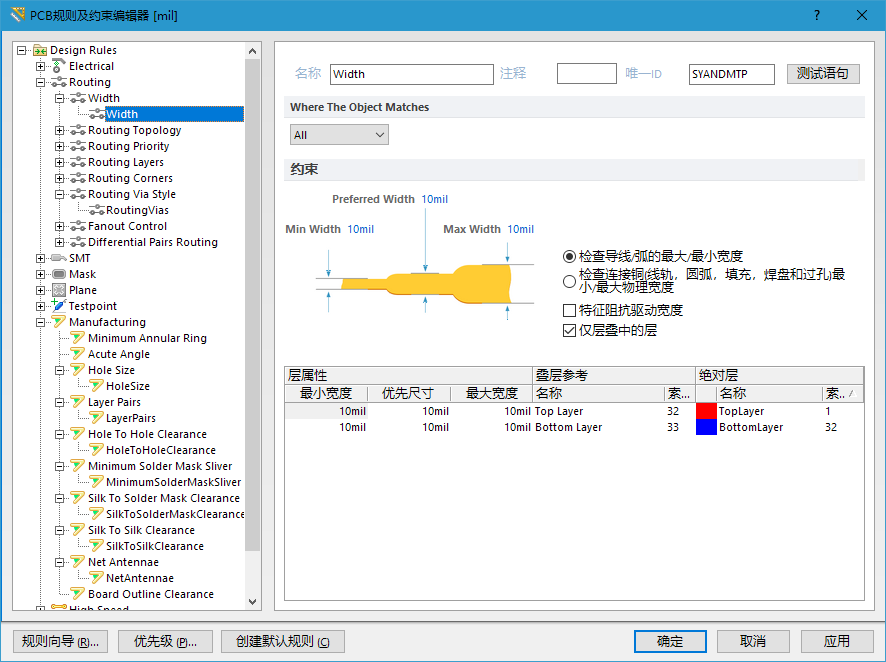 PCB规则及约束编辑器 [mil]
?
Design Rules
Electrical
Routing
Width
Width
Routing Topology
Routing Priority
Routing Layers
Routing Corners
Routing Via Style
RoutingVias
Fanout Control
Differential Pairs Routing
SMT
Mask
Plane
Testpoint
Manufacturing
Minimum Annular Ring
Acute Angle
Hole Size
HoleSize
Layer Pairs
LayerPairs
Hole To Hole Clearance
HoleToHoleClearance
Minimum Solder Mask Sliver
MinimumSolderMaskSliver
Silk To Solder Mask Clearance
SilkToSolderMaskClearance
Silk To Silk Clearance
SilkToSilkClearance
Net Antennae
NetAntennae
Board Outline Clearance
High Speed
名称 Width 注释 唯一ID SYANDMTP 测试语句
Where The Object Matches
All
约束
Preferred Width 10mil
Min Width 10mil Max Width 10mil
检查导线/弧的最大/最小宽度
检查连接铜(线轨，圆弧，填充，焊盘和过孔)最
小/最大物理宽度
特征阻抗驱动宽度
仅层叠中的层
层属性 叠层参考 绝对层
最小宽度 优先尺寸 最大宽度 名称 索... 名称 索..
10mil 10mil 10mil Top Layer 32 TopLayer 1
10mil 10mil 10mil Bottom Layer 33 BottomLayer 32
规则向导 (R)... 优先级 (P)... 创建默认规则 (C) 确定 取消 应用